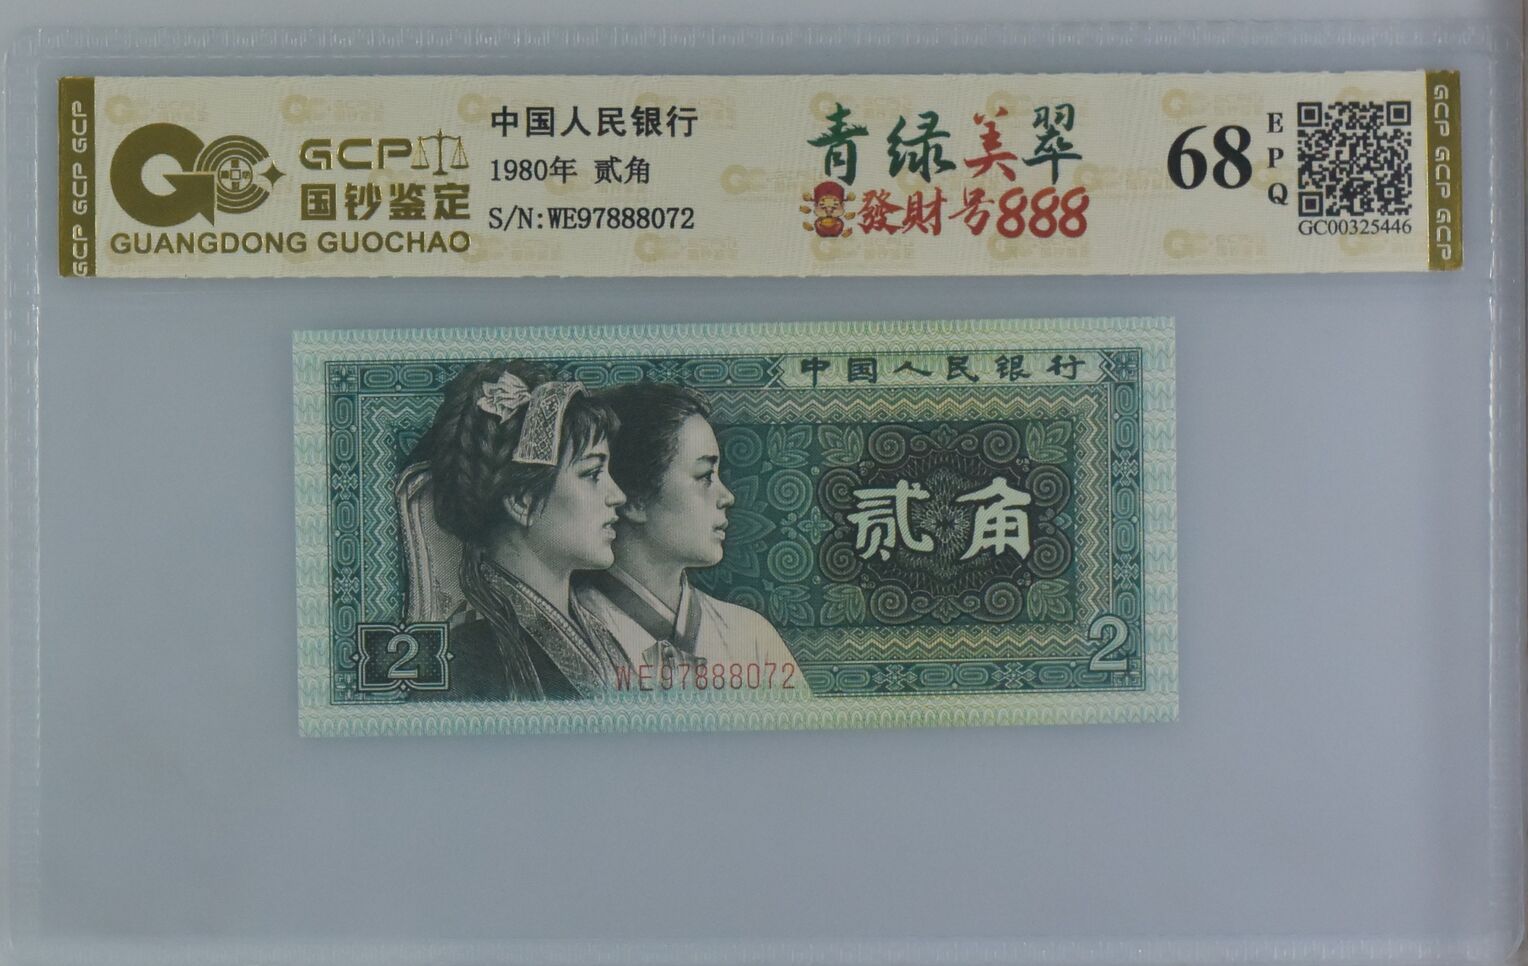 GCP GCP GCP
GCP
国钞鉴定
GUANGDONG GUOCHAO
中国人民银行
1980年 贰角
S/N:WE97888072
青绿美翠
發財号888
68
EPQ
GC00325446
GCP GCP GCP
中国人民银行
贰角
2
2
WE97888072